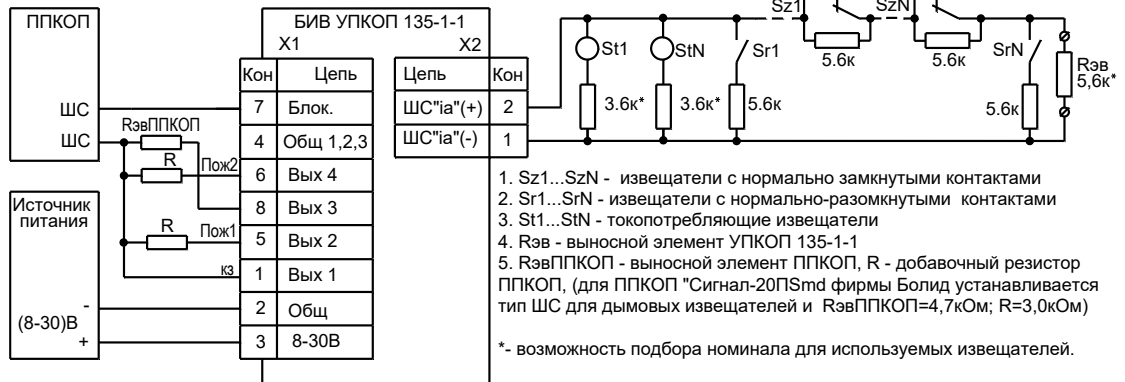 ППКОП
ШС
ШС
RэвППКОП
R
Пож2
R
Пож1
кз
Источник
питания
(8-30)В
-
+
БИВ УПКОП 135-1-1
X1
X2
Кон
Цепь
7
Блок.
4
Общ 1,2,3
6
Вых 4
8
Вых 3
5
Вых 2
1
Вых 1
2
Общ
3
8-30В
Цепь
Кон
ШС"ia"(+)
2
ШС"ia"(-)
1
St1
3.6к*
StN
3.6к*
Sr1
5.6к
Sz1
5.6к
SzN
5.6к
SrN
5.6к
Rэв
5,6к*
1. Sz1...SzN - извещатели с нормально замкнутыми контактами
2. Sr1...SrN - извещатели с нормально-разомкнутыми контактами
3. St1...StN - токопотребляющие извещатели
4. Rэв - выносной элемент УПКОП 135-1-1
5. RэвППКОП - выносной элемент ППКОП, R - добавочный резистор
ППКОП, (для ППКОП "Сигнал-20ПSmd фирмы Болид устанавливается
тип ШС для дымовых извещателей и RэвППКОП=4,7кОм; R=3,0кОм)
*- возможность подбора номинала для используемых извещателей.